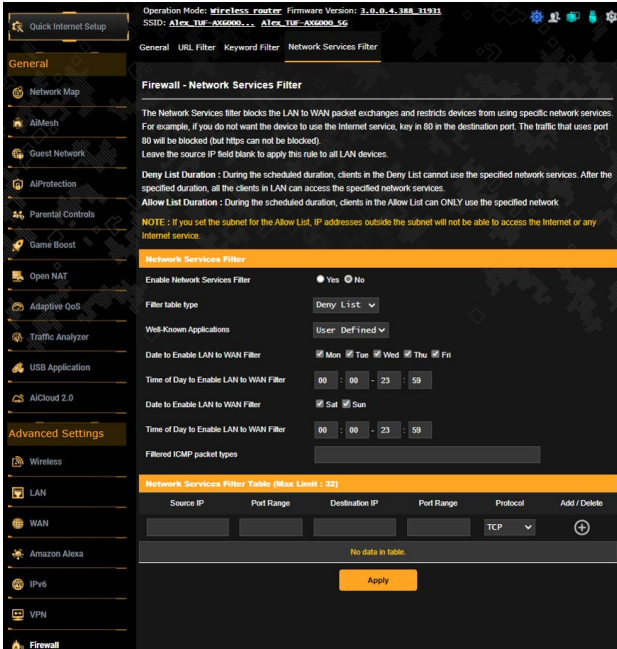 Quick Internet Setup
General
Network Map
AiMesh
Guest Network
AiProtection
Parental Controls
Game Boost
Open NAT
Adaptive QoS
Traffic Analyzer
USB Application
AiCloud 2.0
Advanced Settings
Wireless
LAN
WAN
Amazon Alexa
IPv6
VPN
Firewall
Operation Mode: Wireless router Firmware Version: 3.0.0.4.388_31931
SSID: Alex_TUF-AX6000... Alex_TUF-AX6000_5G
General URL Filter Keyword Filter Network Services Filter
Firewall - Network Services Filter
The Network Services filter blocks the LAN to WAN packet exchanges and restricts devices from using specific network services.
For example, if you do not want the device to use the Internet service, key in 80 in the destination port. The traffic that uses port
80 will be blocked (but https can not be blocked).
Leave the source IP field blank to apply this rule to all LAN devices.
Deny List Duration : During the scheduled duration, clients in the Deny List cannot use the specified network services. After the
specified duration, all the clients in LAN can access the specified network services.
Allow List Duration : During the scheduled duration, clients in the Allow List can ONLY use the specified network
NOTE : If you set the subnet for the Allow List, IP addresses outside the subnet will not be able to access the Internet or any
Internet service.
Network Services Filter
Enable Network Services Filter Yes No
Filter table type Deny List
Well-Known Applications User Defined
Date to Enable LAN to WAN Filter Mon Tue Wed Thu Fri
Time of Day to Enable LAN to WAN Filter 00 : 00 - 23 : 59
Date to Enable LAN to WAN Filter Sat Sun
Time of Day to Enable LAN to WAN Filter 00 : 00 - 23 : 59
Filtered ICMP packet types
Network Services Filter Table (Max Limit : 32)
Source IP Port Range Destination IP Port Range Protocol Add / Delete
TCP
No data in table.
Apply